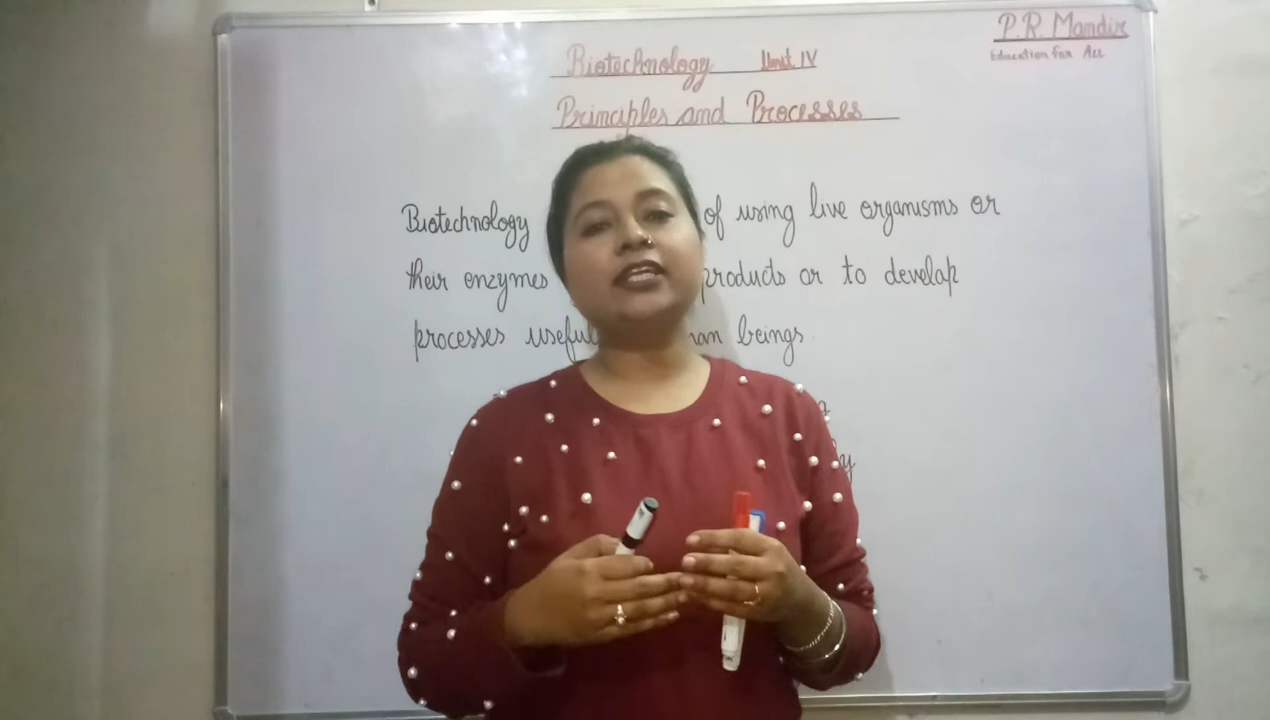 P.R. Mandir
Education for All
Biotechnology Unit IV
Principles and Processes
Biotechnology of using live organisms or
their enzymes products or to develop
processes useful beings